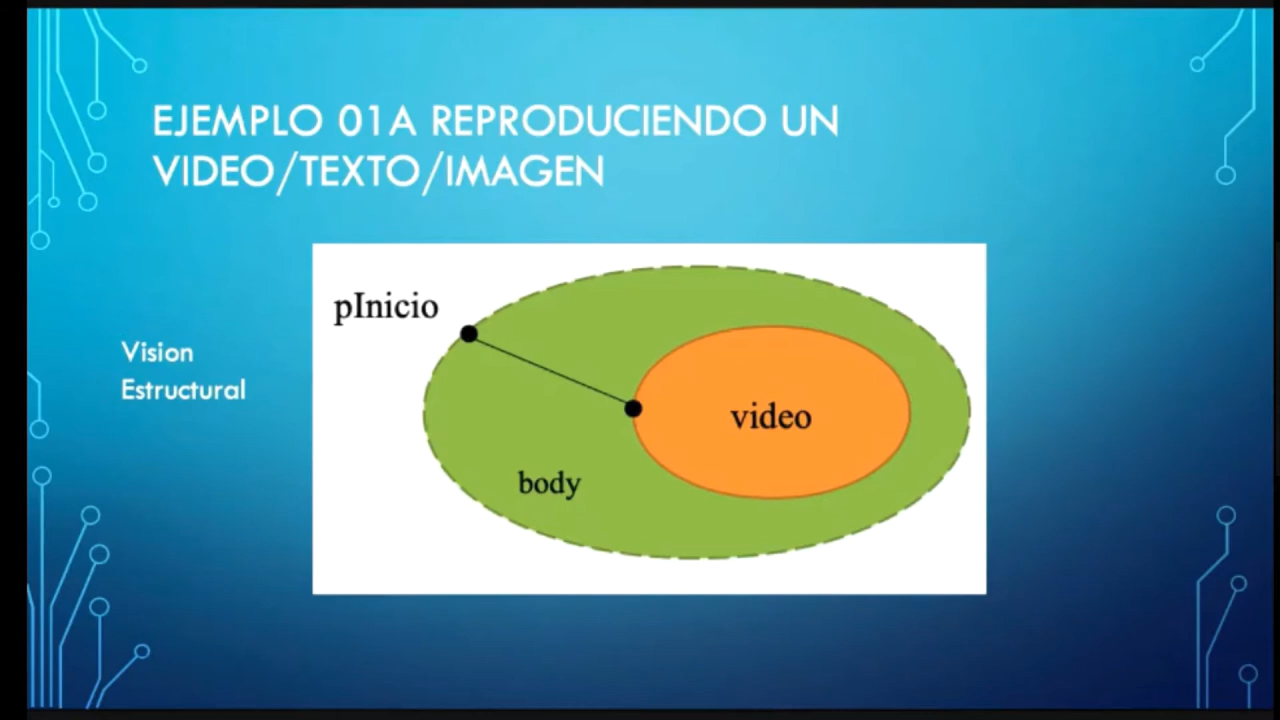 EJEMPLO 01A REPRODUCIENDO UN
VIDEO/TEXTO/IMAGEN
pInicio
Vision
Estructural
video
body